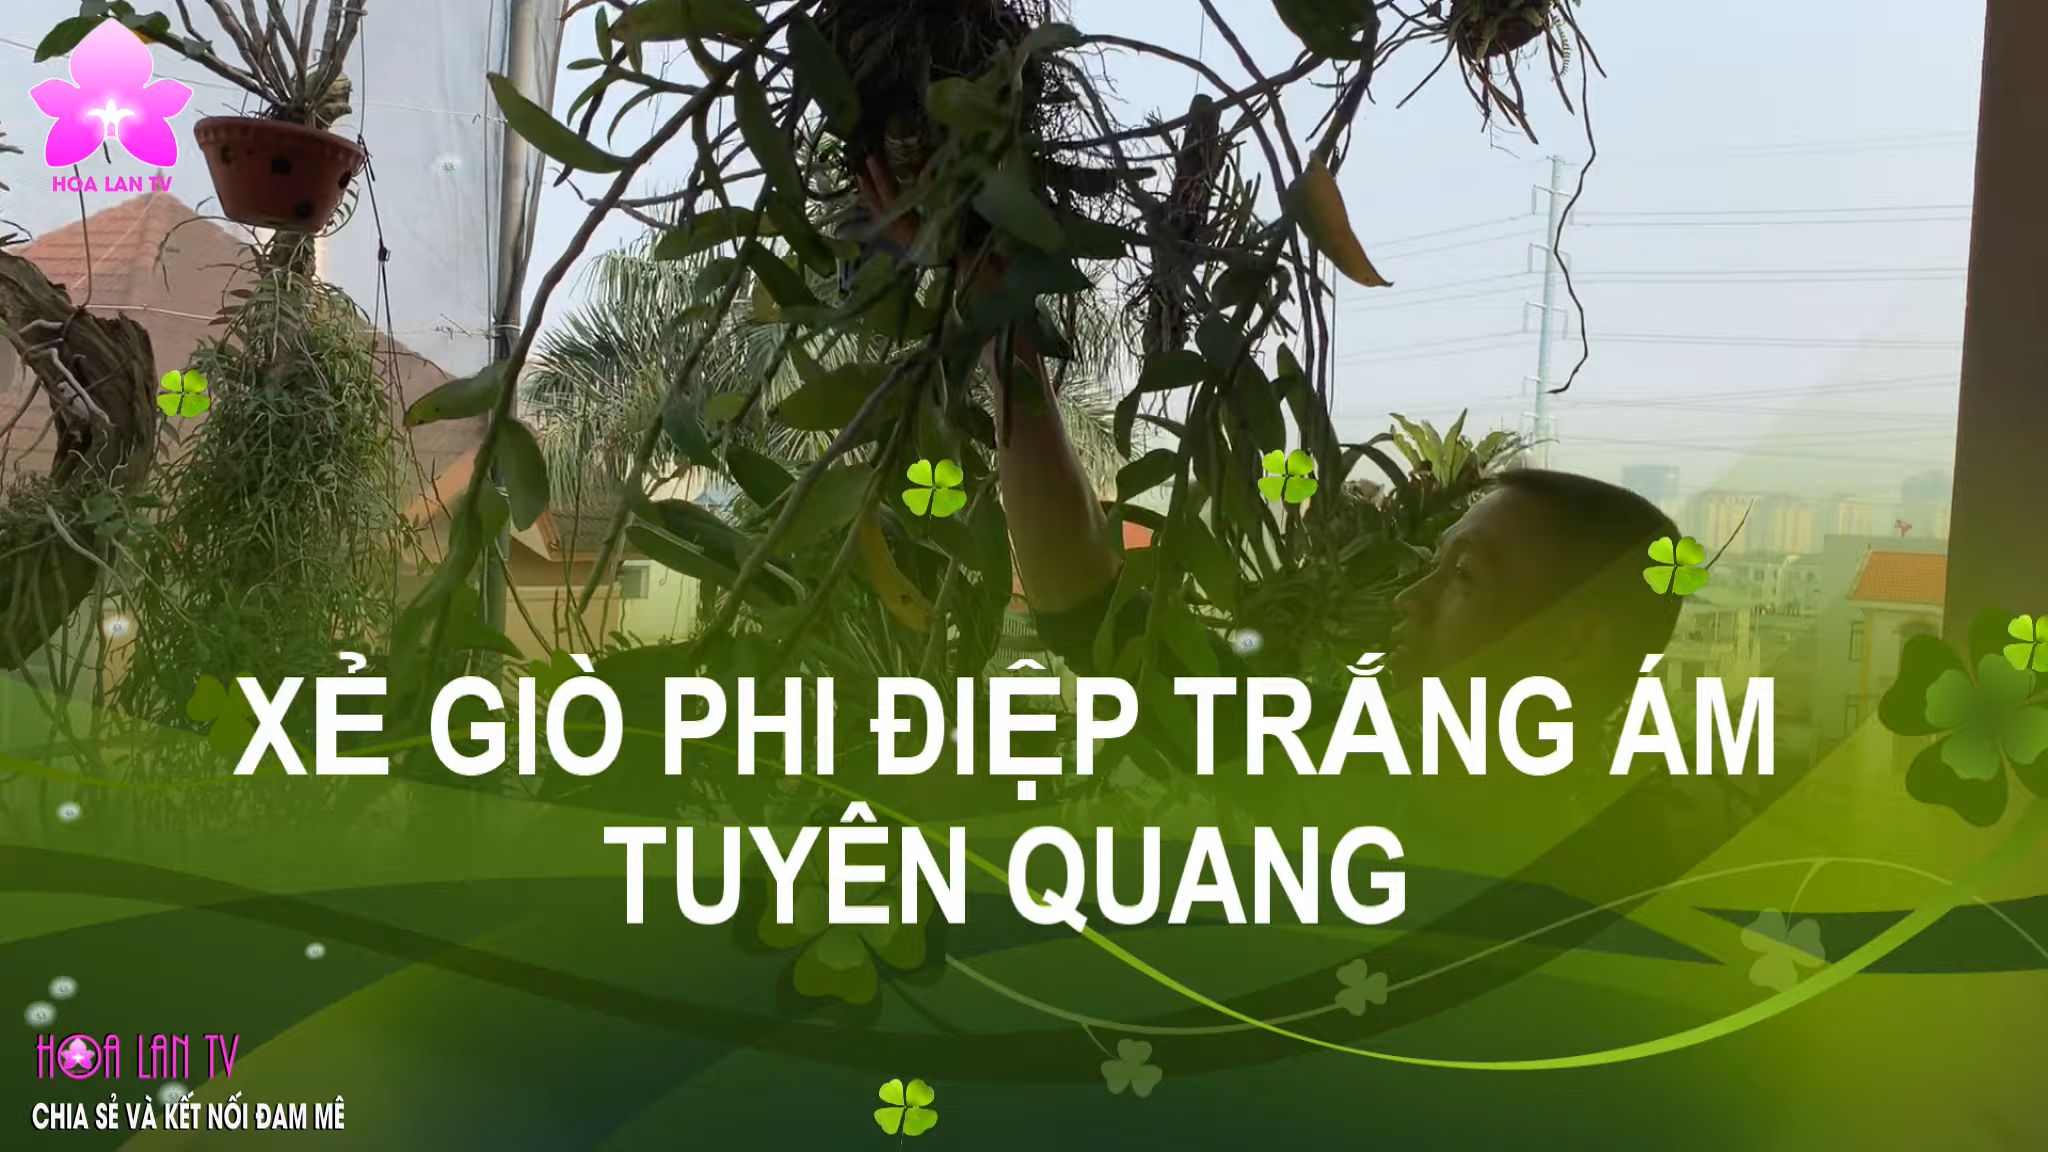 HOA LAN TV
XẺ GIÒ PHI ĐIỆP TRẮNG ÁM
TUYÊN QUANG
HOA LAN TV
CHIA SẺ VÀ KẾT NỐI ĐAM MÊ